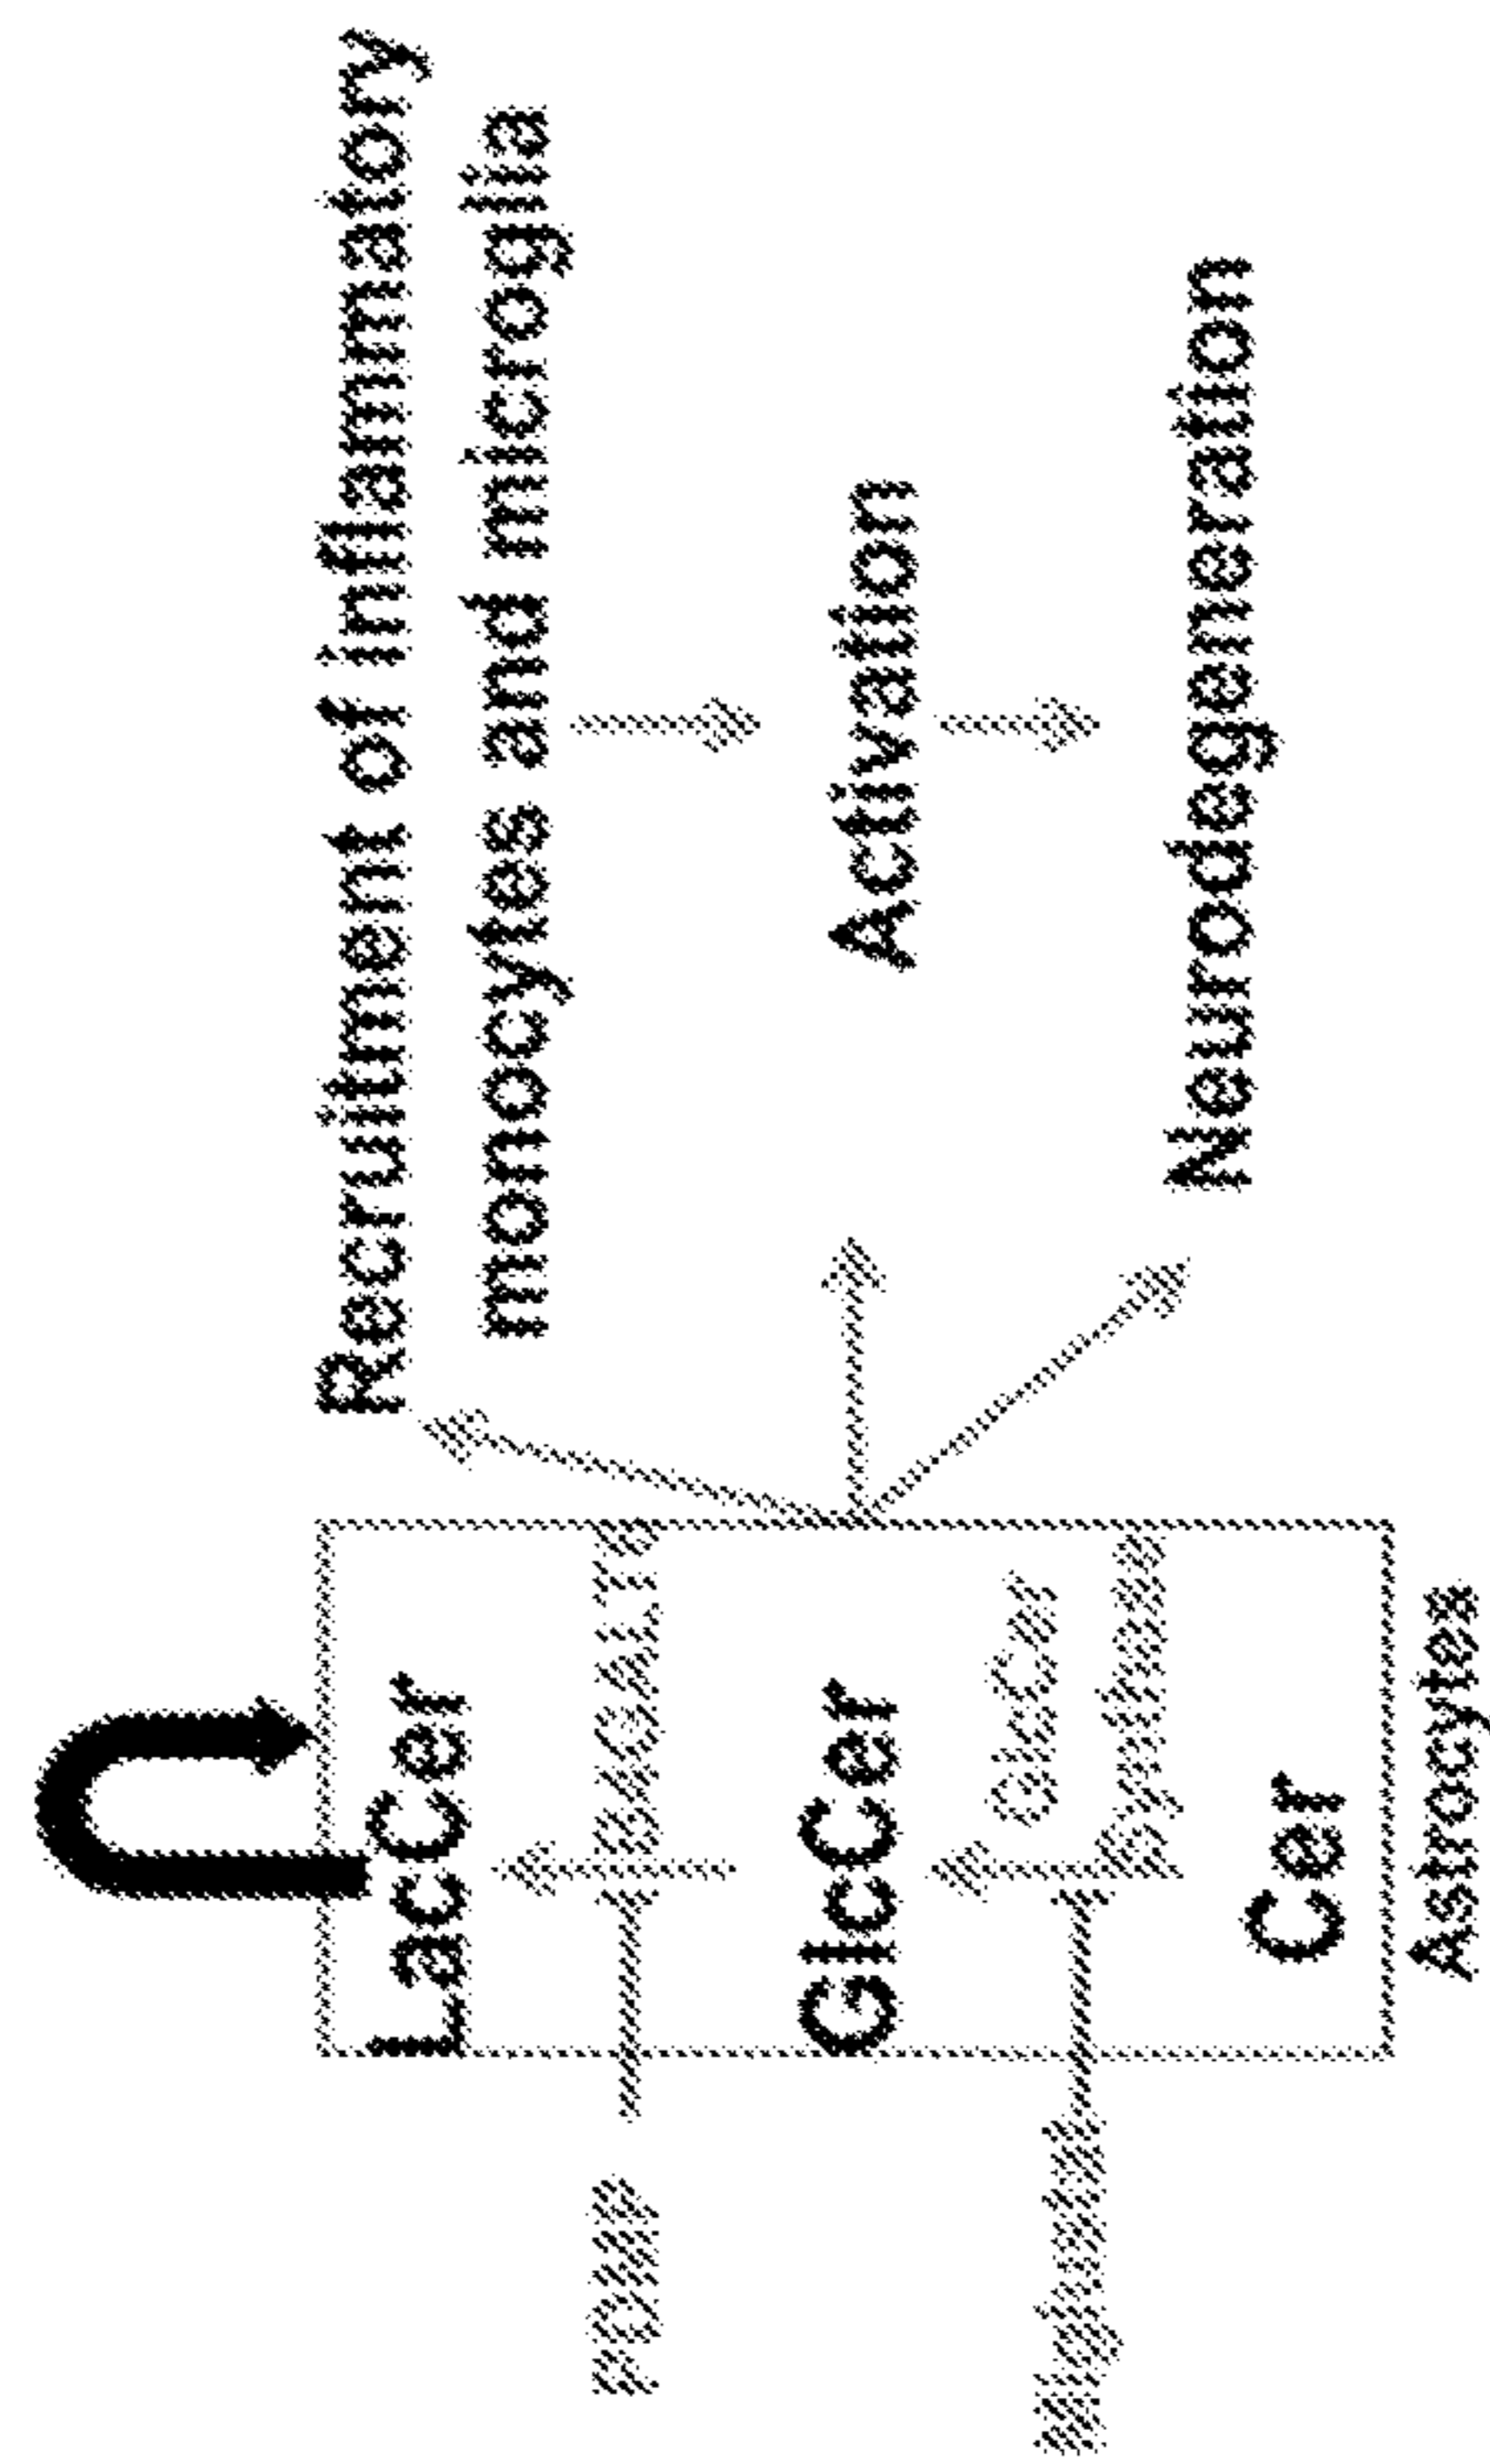 LacCer
GlcCer
Cer
Astrocytes
Recruitment of inflammatory
monocytes and microglia
Activation
Neurodegeneration